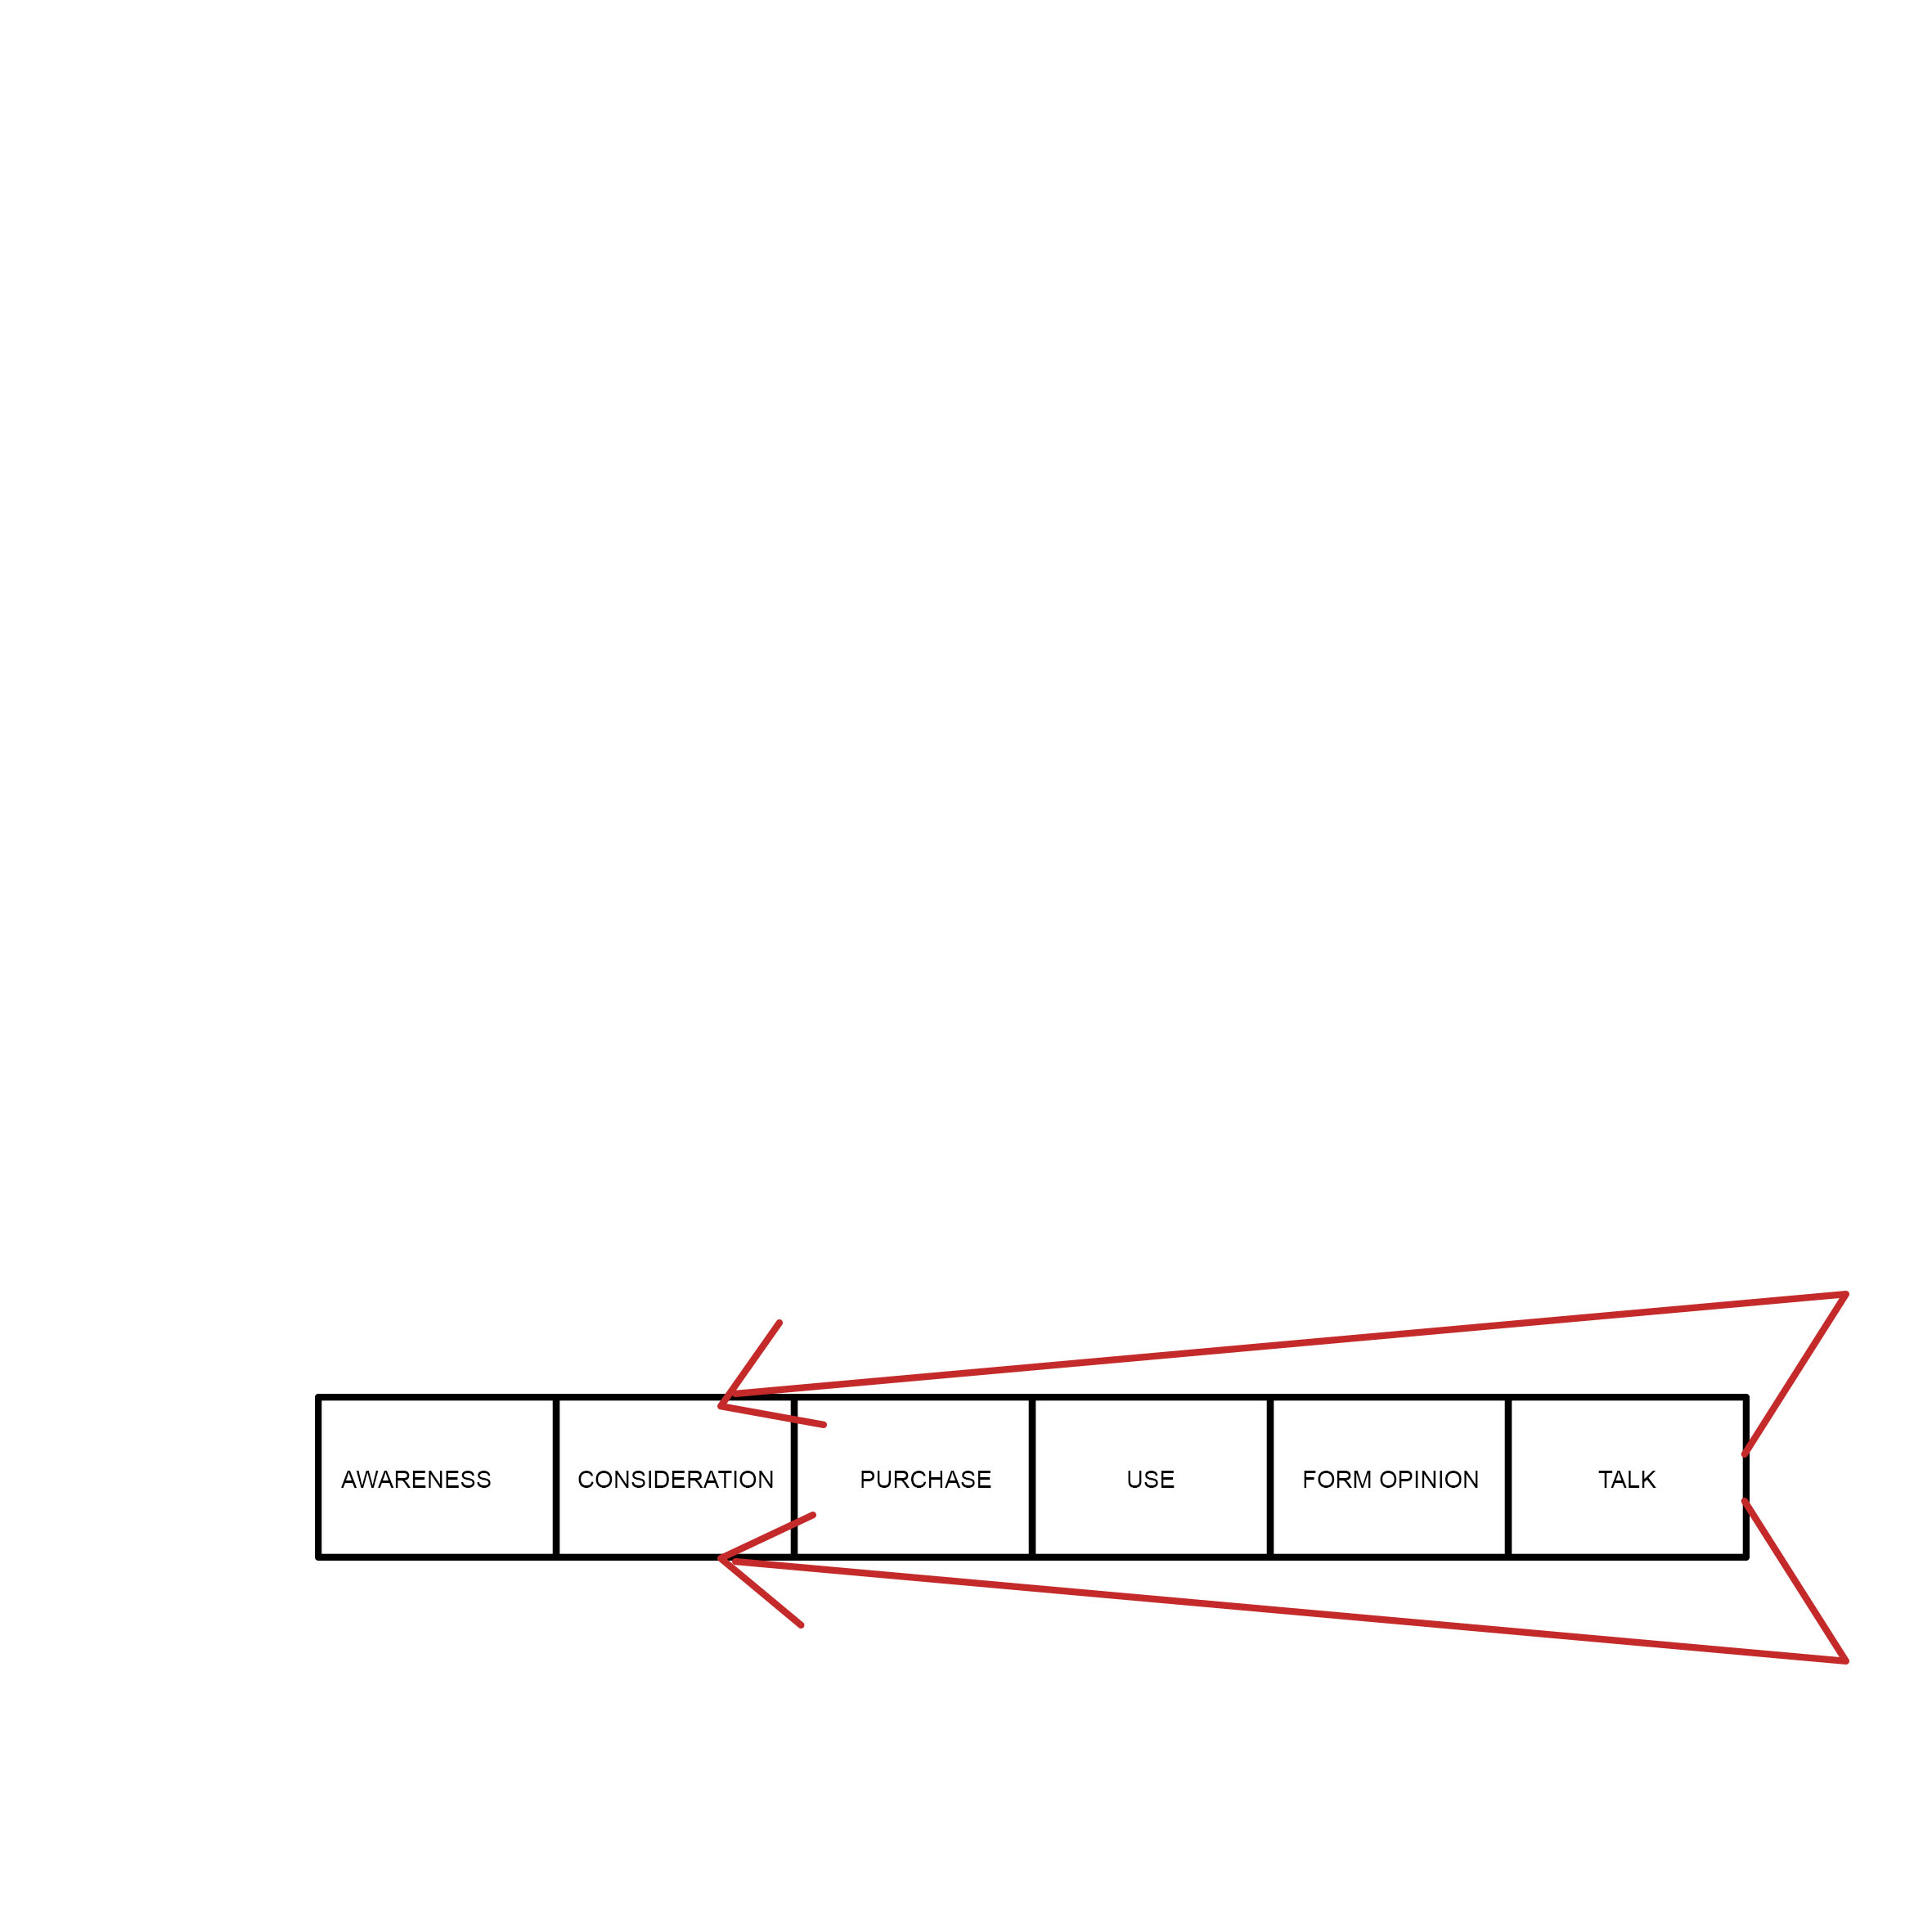 AWARENESS
CONSIDERATION
PURCHASE
USE
FORM OPINION
TALK